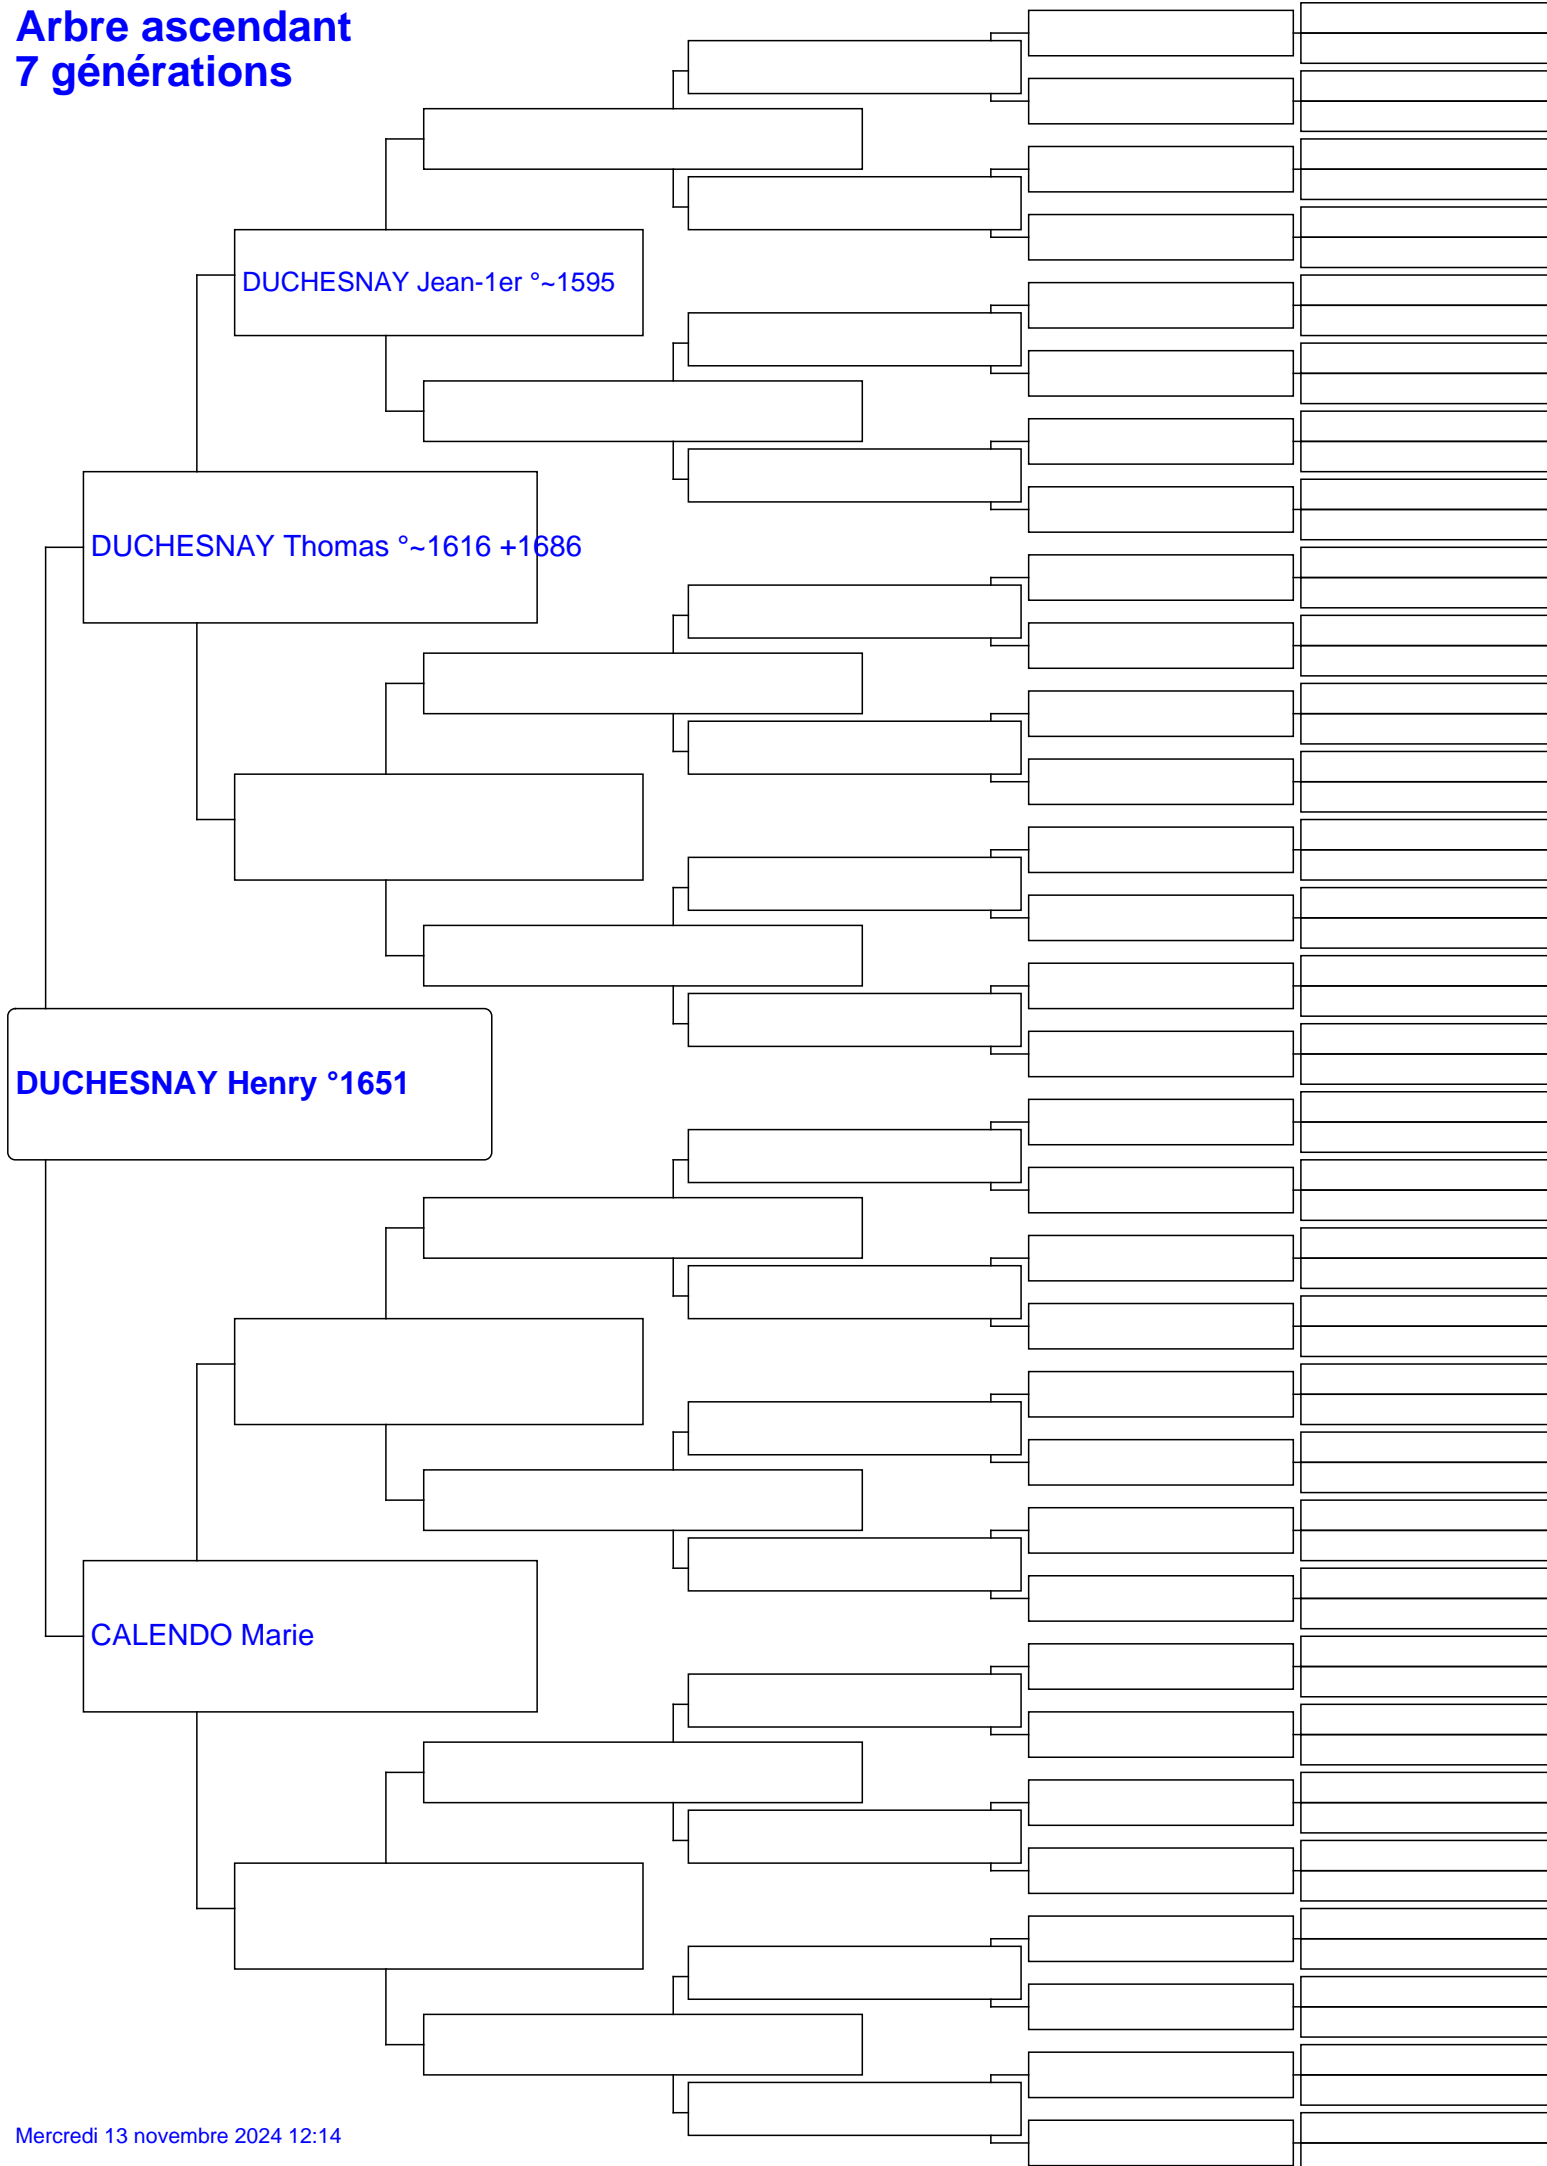 Arbre ascendant
7 générations
DUCHESNAY Jean-1er °~1595
DUCHESNAY Thomas °~1616 +1686
DUCHESNAY Henry °1651
CALENDO Marie
Mercredi 13 novembre 2024 12:14